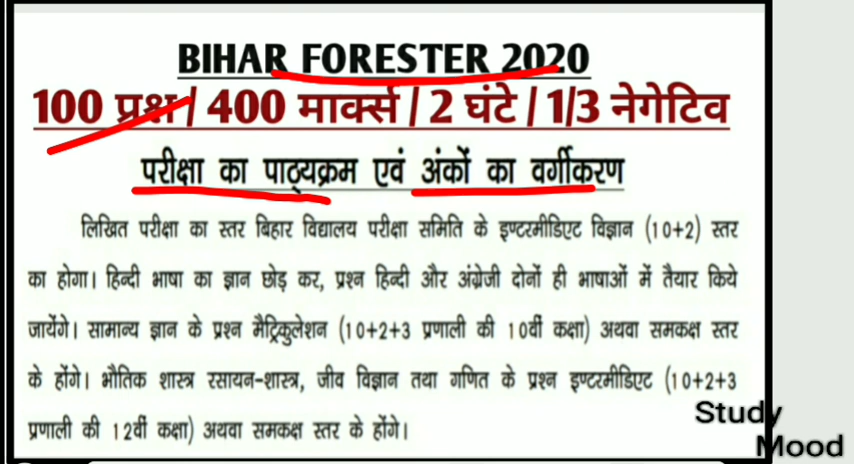 BIHAR FORESTER 2020
100 प्रश्न / 400 मार्क्स / 2 घंटे / 1/3 नेगेटिव
परीक्षा का पाठ्यक्रम एवं अंकों का वर्गीकरण
लिखित परीक्षा का स्तर बिहार विद्यालय परीक्षा समिति के इण्टरमीडिएट विज्ञान (10+2) स्तर
का होगा। हिन्दी भाषा का ज्ञान छोड़ कर, प्रश्न हिन्दी और अंग्रेजी दोनों ही भाषाओं में तैयार किये
जायेंगे। सामान्य ज्ञान के प्रश्न मैट्रिकुलेशन (10+2+3 प्रणाली की 10वीं कक्षा) अथवा समकक्ष स्तर
के होंगे। भौतिक शास्त्र रसायन-शास्त्र, जीव विज्ञान तथा गणित के प्रश्न इण्टरमीडिएट (10+2+3
प्रणाली की 12वीं कक्षा) अथवा समकक्ष स्तर के होंगे।
Study
Mood